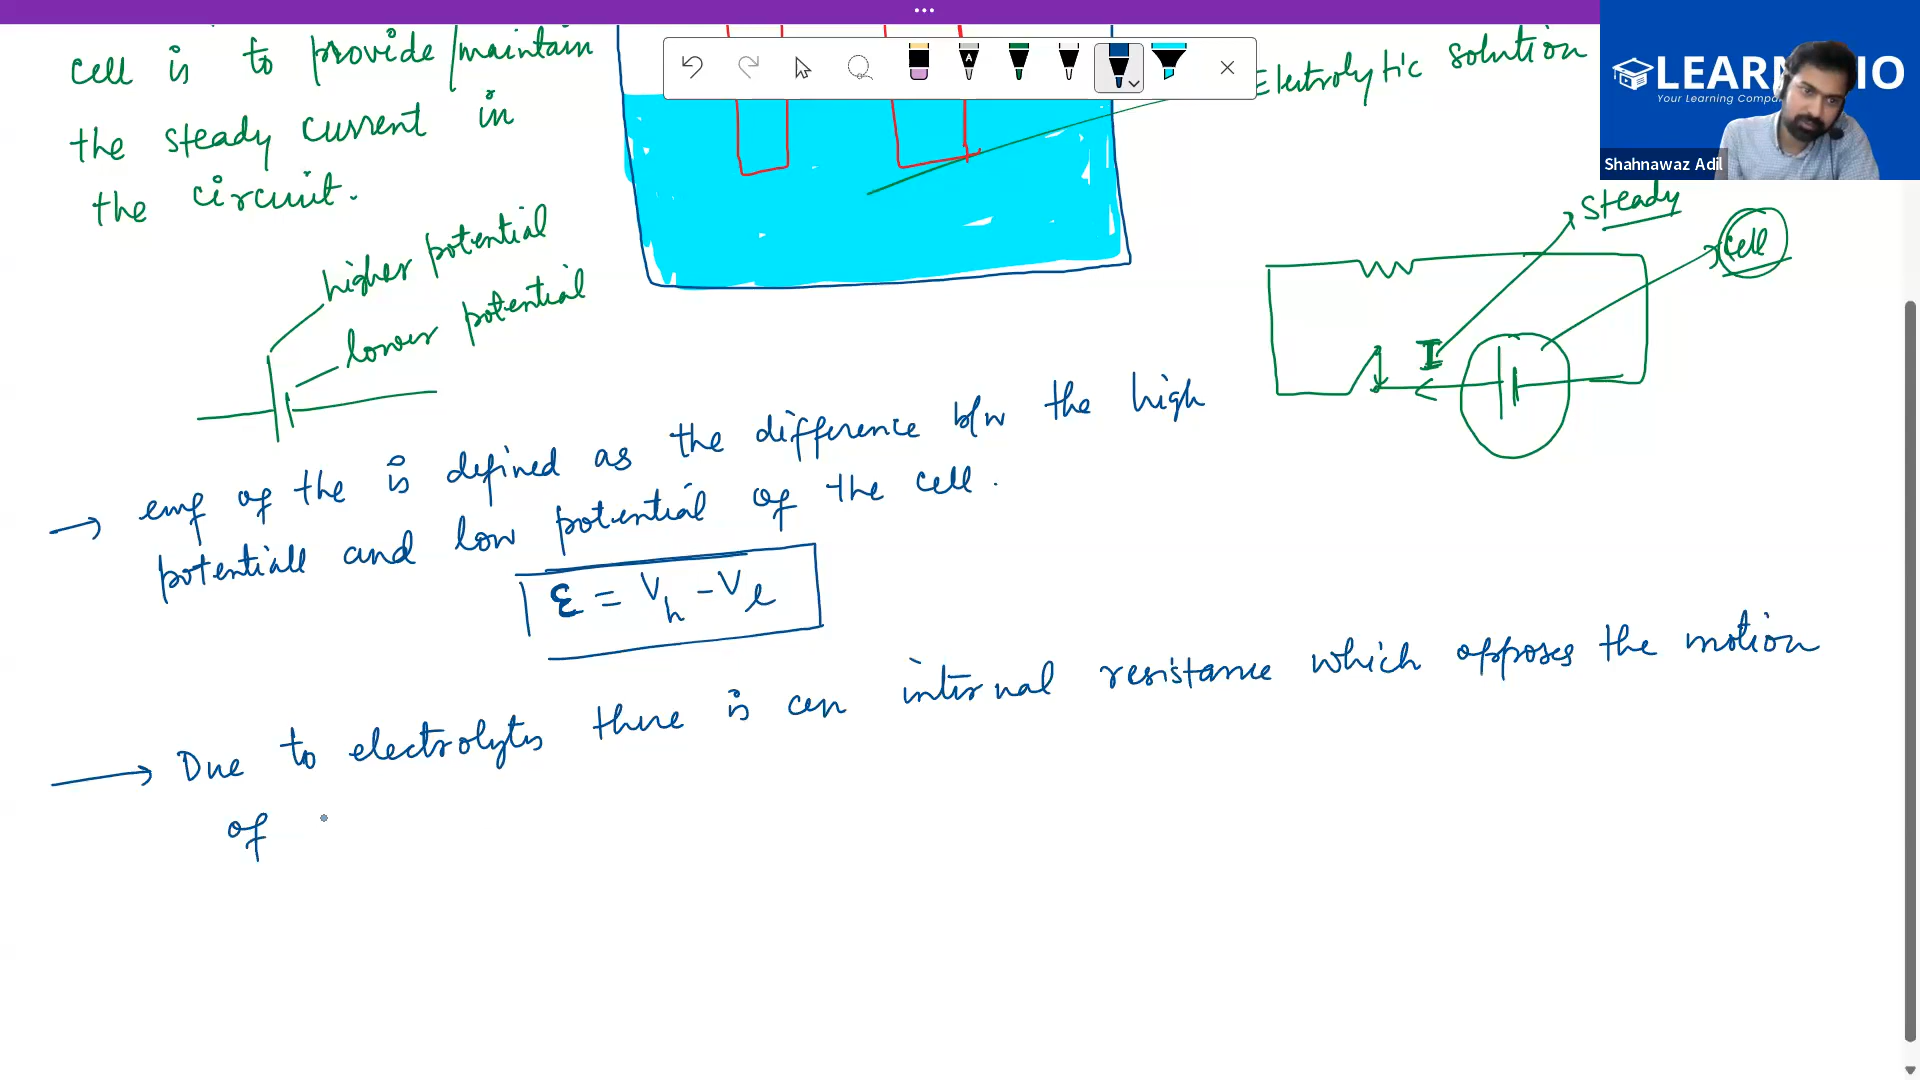 LEARN IO
Your Learning Compa
Shahnawaz Adil
cell is to provide/maintain
the steady current in
the circuit.
Electrolytic solution
higher potential
lower potential
steady
cell
I
→ emf of the is defined as the difference b/w the high
potentiall and low potential of the cell.
ε = Vh - Vl
→ Due to electrolytes there is an internal resistance which opposes the motion
of